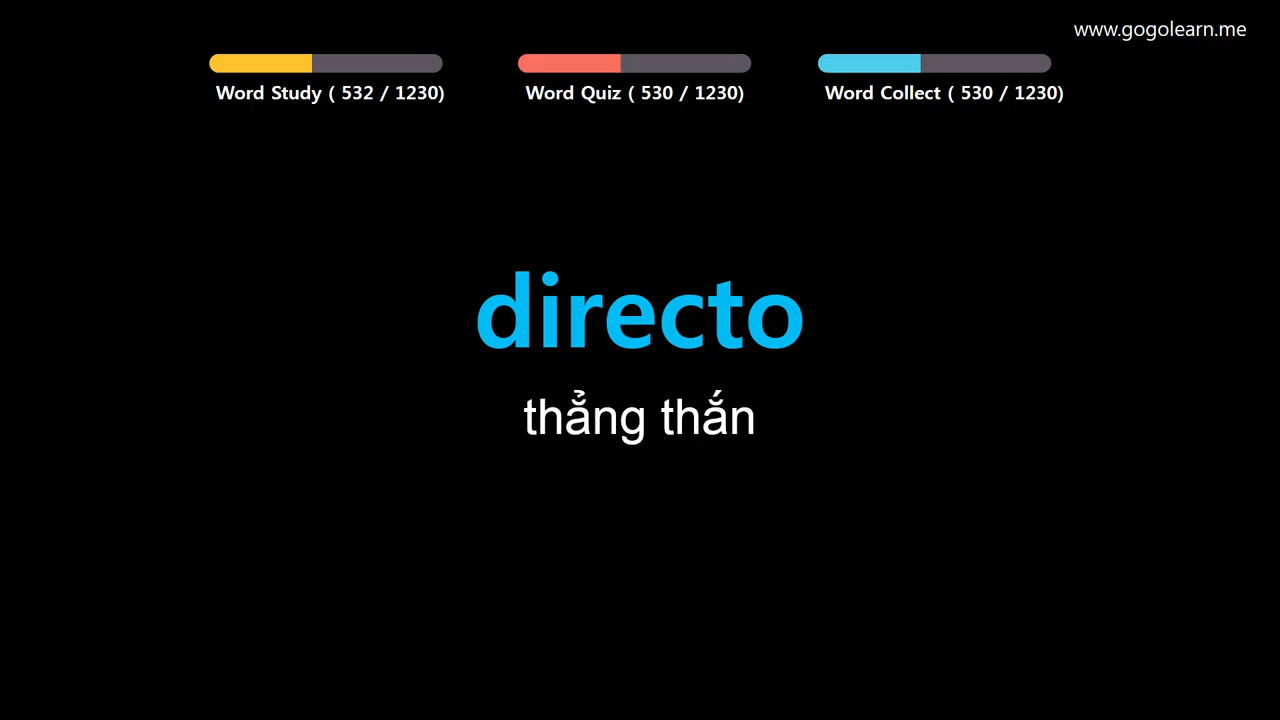 www.gogolearn.me
Word Study ( 532 / 1230)
Word Quiz ( 530 / 1230)
Word Collect ( 530 / 1230)
directo
thẳng thắn